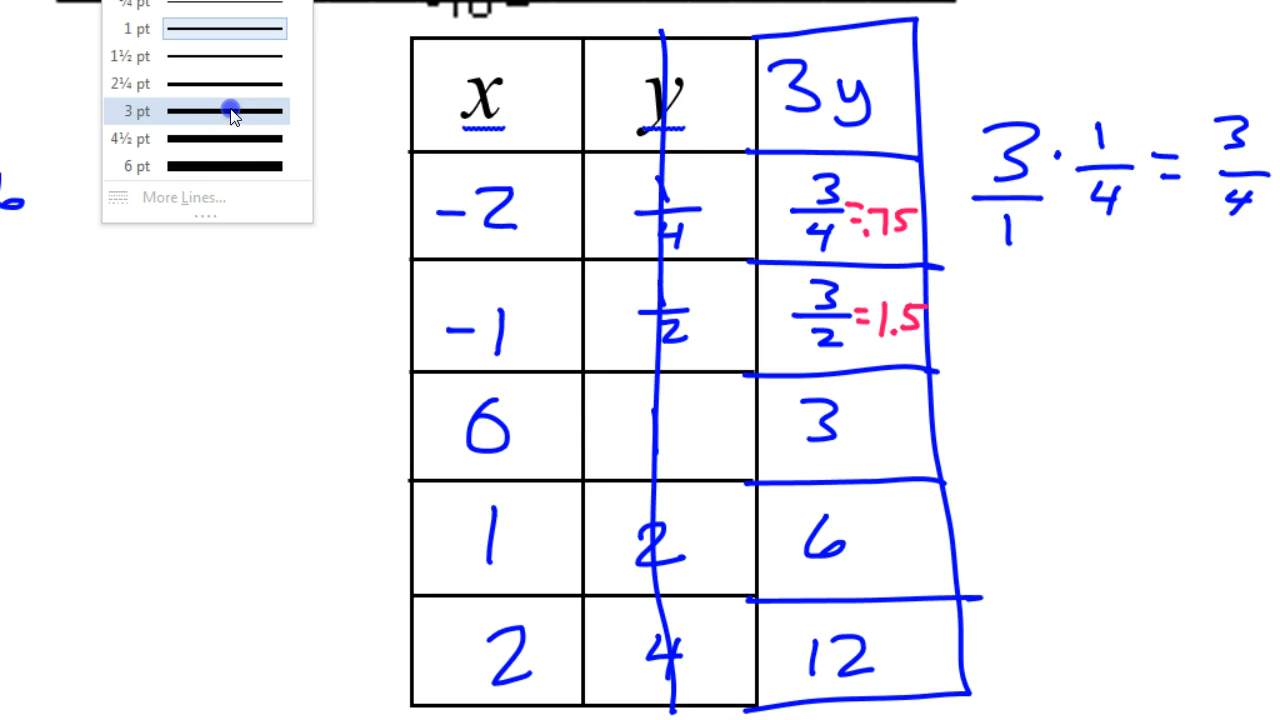 ¾ pt
1 pt
1½ pt
2¼ pt
3 pt
4½ pt
6 pt
More Lines...
x y 3y
-2 1/4 3/4 = .75
-1 1/2 3/2 = 1.5
0 1 3
1 2 6
2 4 12
3/1 · 1/4 = 3/4